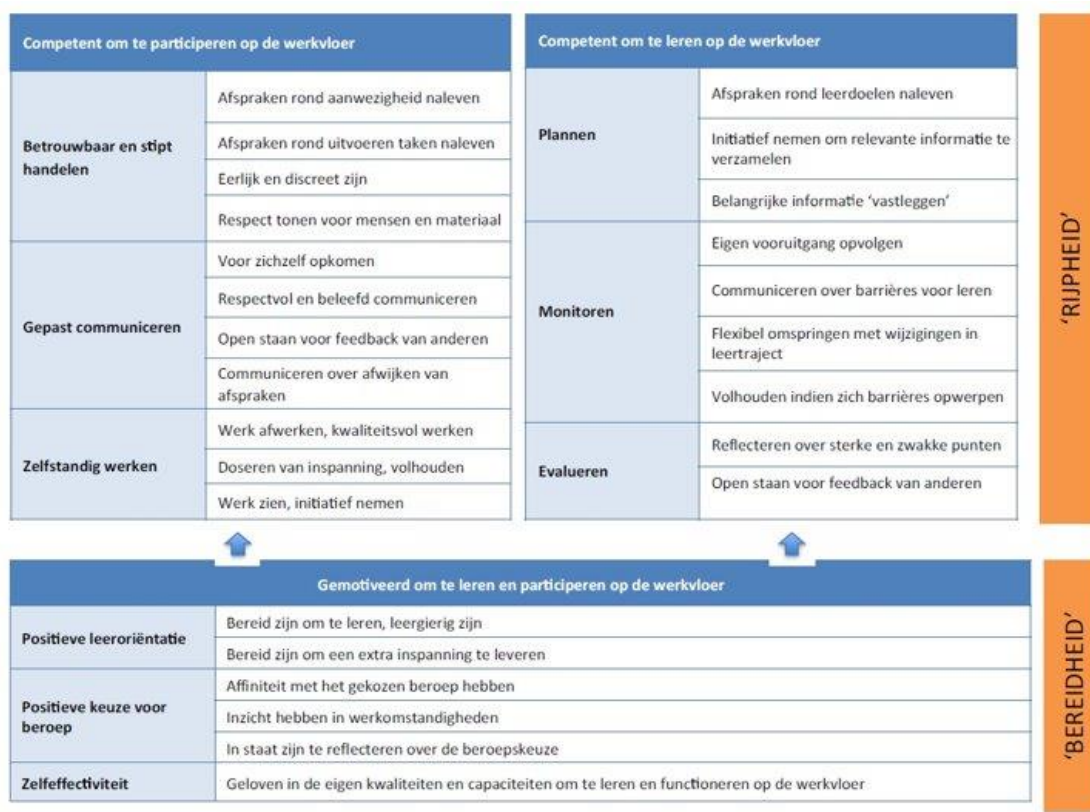 Competent om te participeren op de werkvloer
Betrouwbaar en stipt
handelen
Afspraken rond aanwezigheid naleven
Afspraken rond uitvoeren taken naleven
Eerlijk en discreet zijn
Respect tonen voor mensen en materiaal
Gepast communiceren
Voor zichzelf opkomen
Respectvol en beleefd communiceren
Open staan voor feedback van anderen
Communiceren over afwijken van
afspraken
Zelfstandig werken
Werk afwerken, kwaliteitsvol werken
Doseren van inspanning, volhouden
Werk zien, initiatief nemen
Competent om te leren op de werkvloer
Plannen
Afspraken rond leerdoelen naleven
Initiatief nemen om relevante informatie te
verzamelen
Belangrijke informatie ‘vastleggen’
Monitoren
Eigen vooruitgang opvolgen
Communiceren over barrières voor leren
Flexibel omspringen met wijzigingen in
leertraject
Volhouden indien zich barrières opwerpen
Evalueren
Reflecteren over sterke en zwakke punten
Open staan voor feedback van anderen
‘RIJPHEID’
Gemotiveerd om te leren en participeren op de werkvloer
Positieve leeroriëntatie
Bereid zijn om te leren, leergierig zijn
Bereid zijn om een extra inspanning te leveren
Positieve keuze voor
beroep
Affiniteit met het gekozen beroep hebben
Inzicht hebben in werkomstandigheden
In staat zijn te reflecteren over de beroepskeuze
Zelfeffectiviteit
Geloven in de eigen kwaliteiten en capaciteiten om te leren en functioneren op de werkvloer
‘BEREIDHEID’